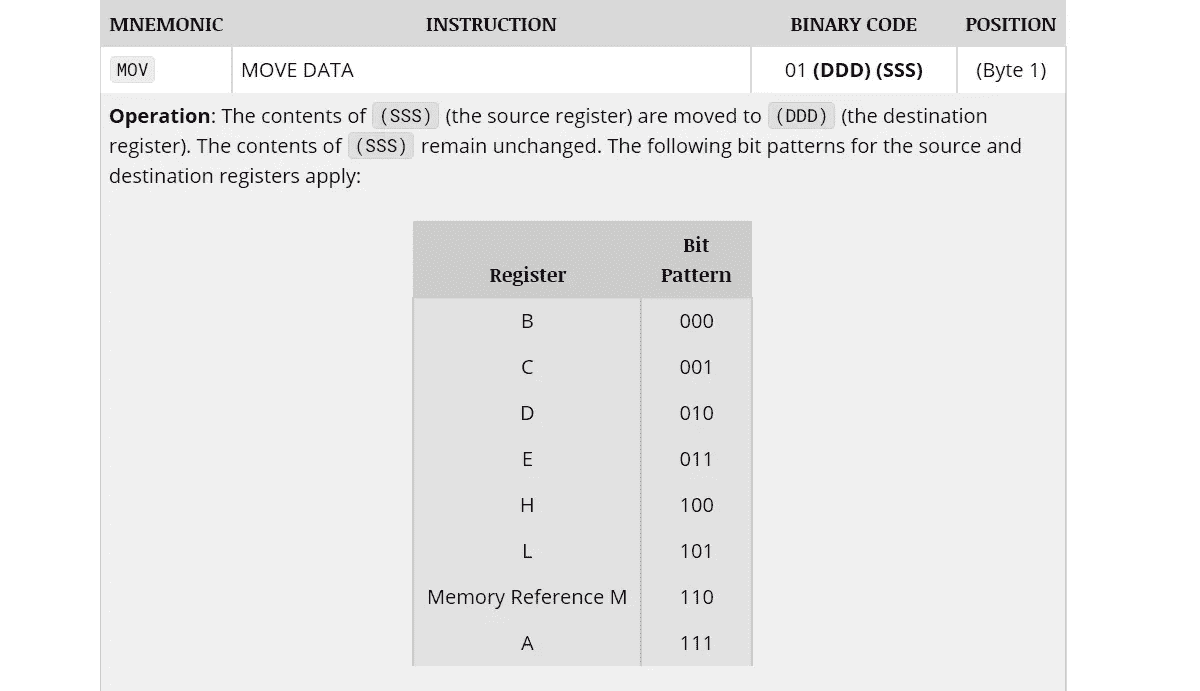 MNEMONIC INSTRUCTION BINARY CODE POSITION
MOV MOVE DATA 01 (DDD) (SSS) (Byte 1)
Operation: The contents of (SSS) (the source register) are moved to (DDD) (the destination
register). The contents of (SSS) remain unchanged. The following bit patterns for the source and
destination registers apply:
Bit
Register Pattern
B 000
C 001
D 010
E 011
H 100
L 101
Memory Reference M 110
A 111